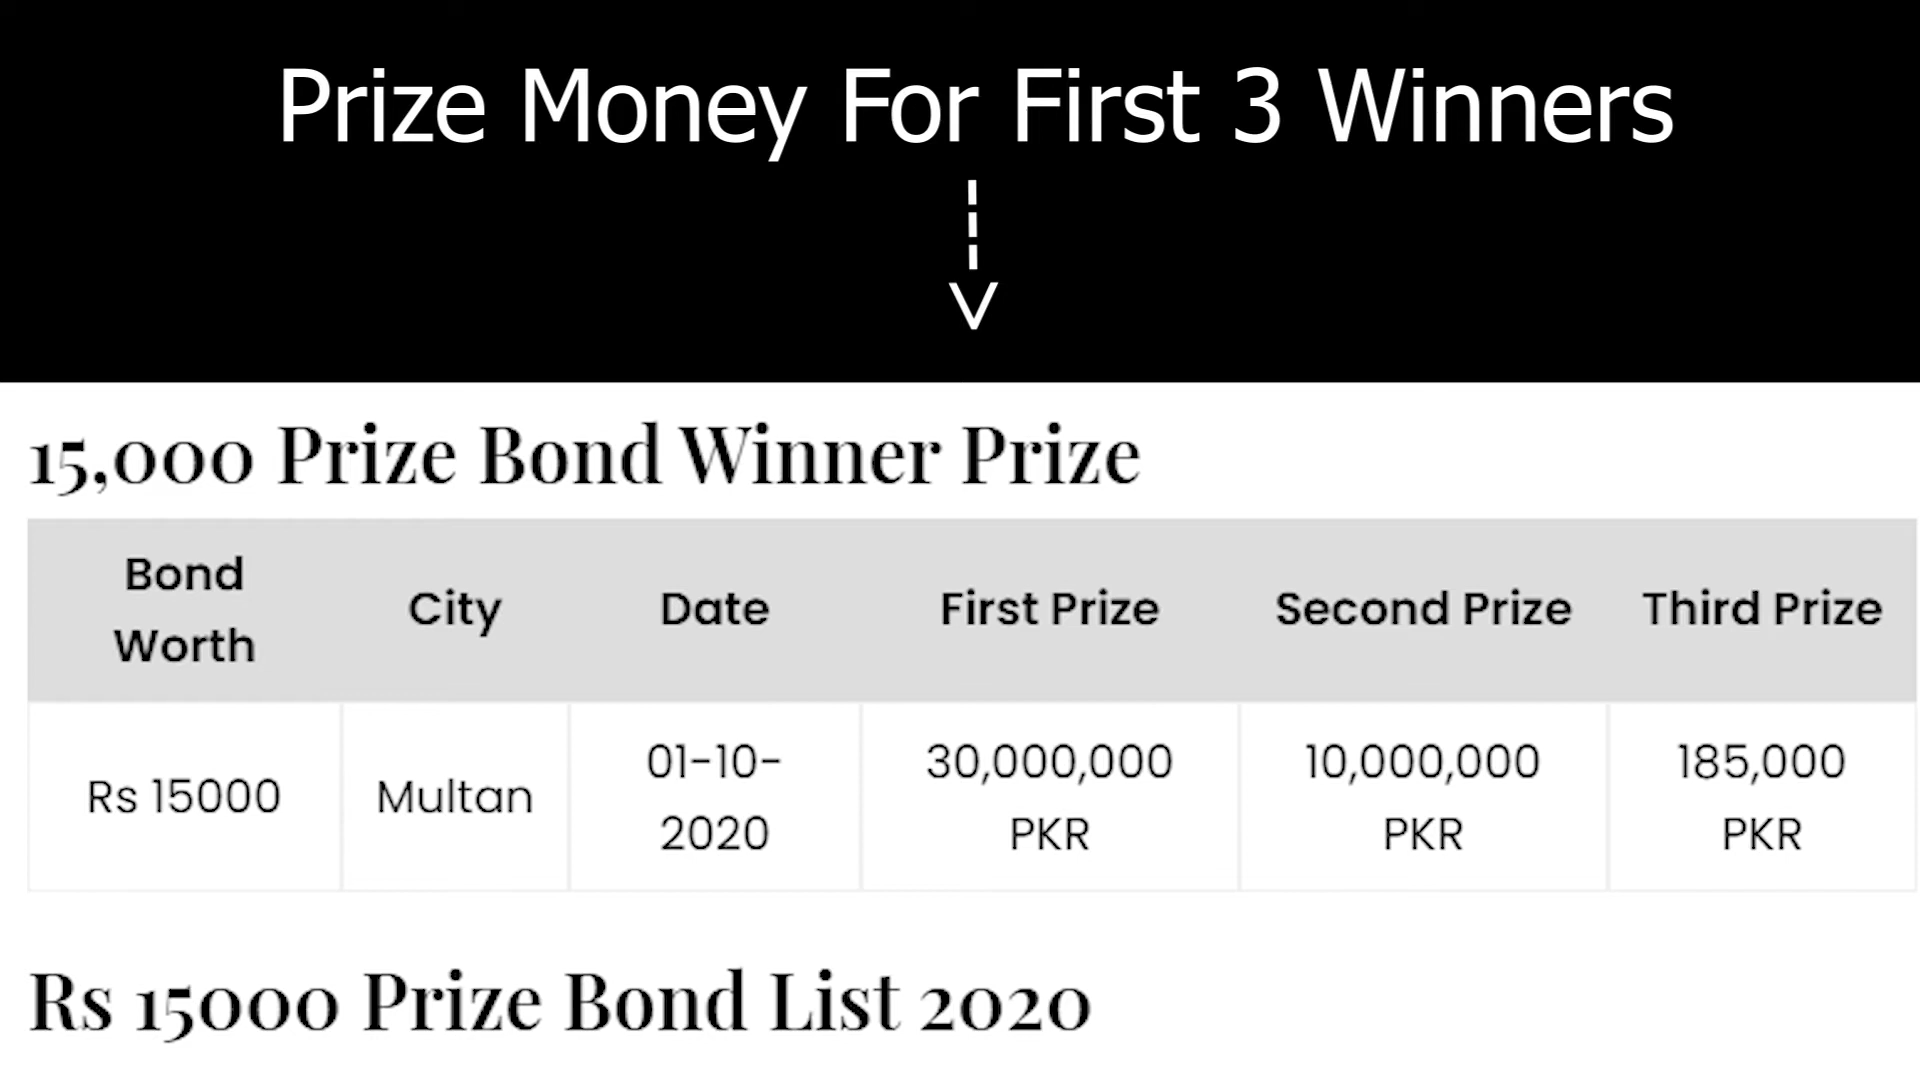 Prize Money For First 3 Winners
15,000 Prize Bond Winner Prize
Bond Worth City Date First Prize Second Prize Third Prize
Rs 15000 Multan 01-10-2020 30,000,000 PKR 10,000,000 PKR 185,000 PKR
Rs 15000 Prize Bond List 2020